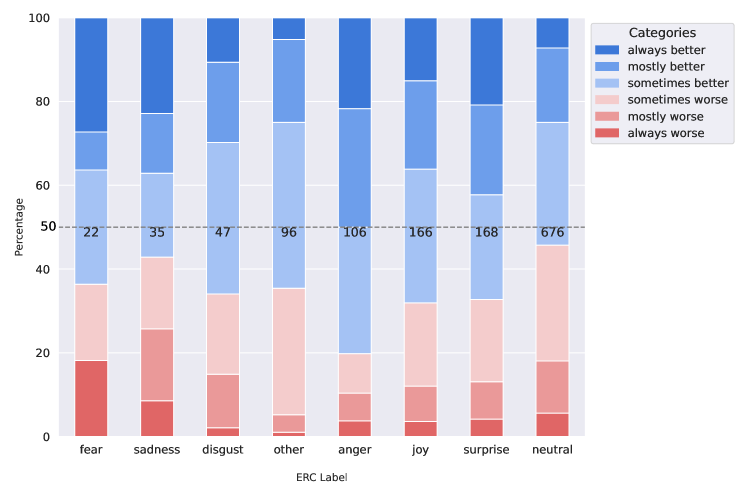 100
80
60
50
40
20
0
Percentage
22 35 47 96 106 166 168 676
fear sadness disgust other anger joy surprise neutral
ERC Label
Categories
always better
mostly better
sometimes better
sometimes worse
mostly worse
always worse